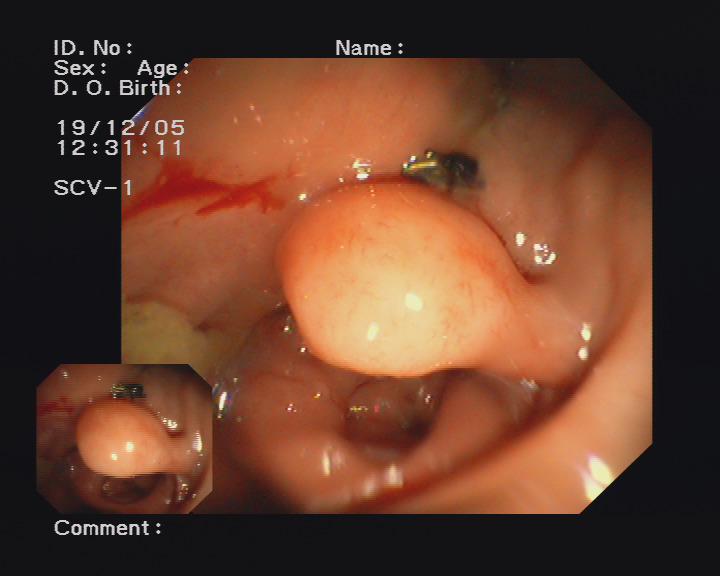 ID. No: Name:
Sex: Age:
D. O. Birth:
19/12/05
12:31:11
SCV-1
Comment: